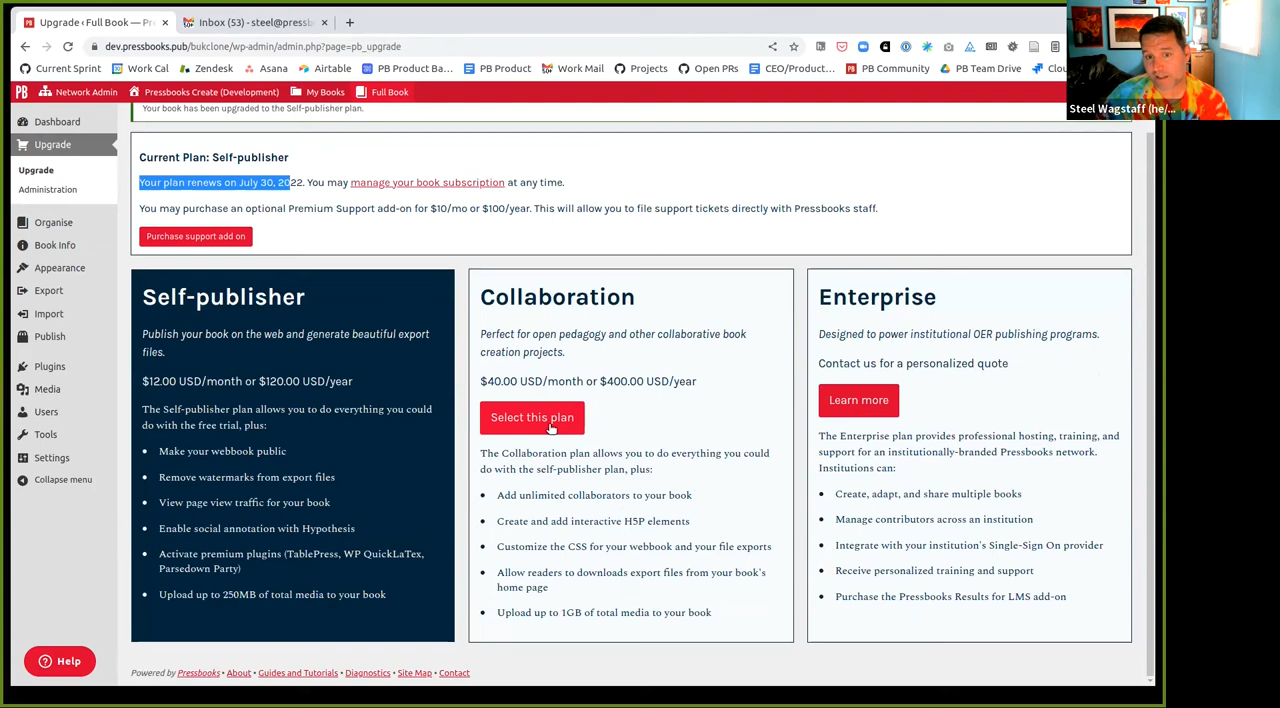 Upgrade ‹ Full Book — Pr
Inbox (53) - steel@pressb
dev.pressbooks.pub/bukclone/wp-admin/admin.php?page=pb_upgrade
Current Sprint
Work Cal
Zendesk
Asana
Airtable
PB Product Ba...
PB Product
Work Mail
Projects
Open PRs
CEO/Product...
PB Community
PB Team Drive
Clo
Steel Wagstaff (he/...
Network Admin
Pressbooks Create (Development)
My Books
Full Book
Dashboard
Upgrade
Upgrade
Administration
Organise
Book Info
Appearance
Export
Import
Publish
Plugins
Media
Users
Tools
Settings
Collapse menu
Help
Your book has been upgraded to the Self-publisher plan.
Current Plan: Self-publisher
Your plan renews on July 30, 2022. You may manage your book subscription at any time.
You may purchase an optional Premium Support add-on for $10/mo or $100/year. This will allow you to file support tickets directly with Pressbooks staff.
Purchase support add on
Self-publisher
Publish your book on the web and generate beautiful export
files.
$12.00 USD/month or $120.00 USD/year
The Self-publisher plan allows you to do everything you could
do with the free trial, plus:
• Make your webbook public
• Remove watermarks from export files
• View page view traffic for your book
• Enable social annotation with Hypothesis
• Activate premium plugins (TablePress, WP QuickLaTex,
Parsedown Party)
• Upload up to 250MB of total media to your book
Collaboration
Perfect for open pedagogy and other collaborative book
creation projects.
$40.00 USD/month or $400.00 USD/year
Select this plan
The Collaboration plan allows you to do everything you could
do with the self-publisher plan, plus:
• Add unlimited collaborators to your book
• Create and add interactive H5P elements
• Customize the CSS for your webbook and your file exports
• Allow readers to downloads export files from your book's
home page
• Upload up to 1GB of total media to your book
Enterprise
Designed to power institutional OER publishing programs.
Contact us for a personalized quote
Learn more
The Enterprise plan provides professional hosting, training, and
support for an institutionally-branded Pressbooks network.
Institutions can:
• Create, adapt, and share multiple books
• Manage contributors across an institution
• Integrate with your institution's Single-Sign On provider
• Receive personalized training and support
• Purchase the Pressbooks Results for LMS add-on
Powered by Pressbooks • About • Guides and Tutorials • Diagnostics • Site Map • Contact